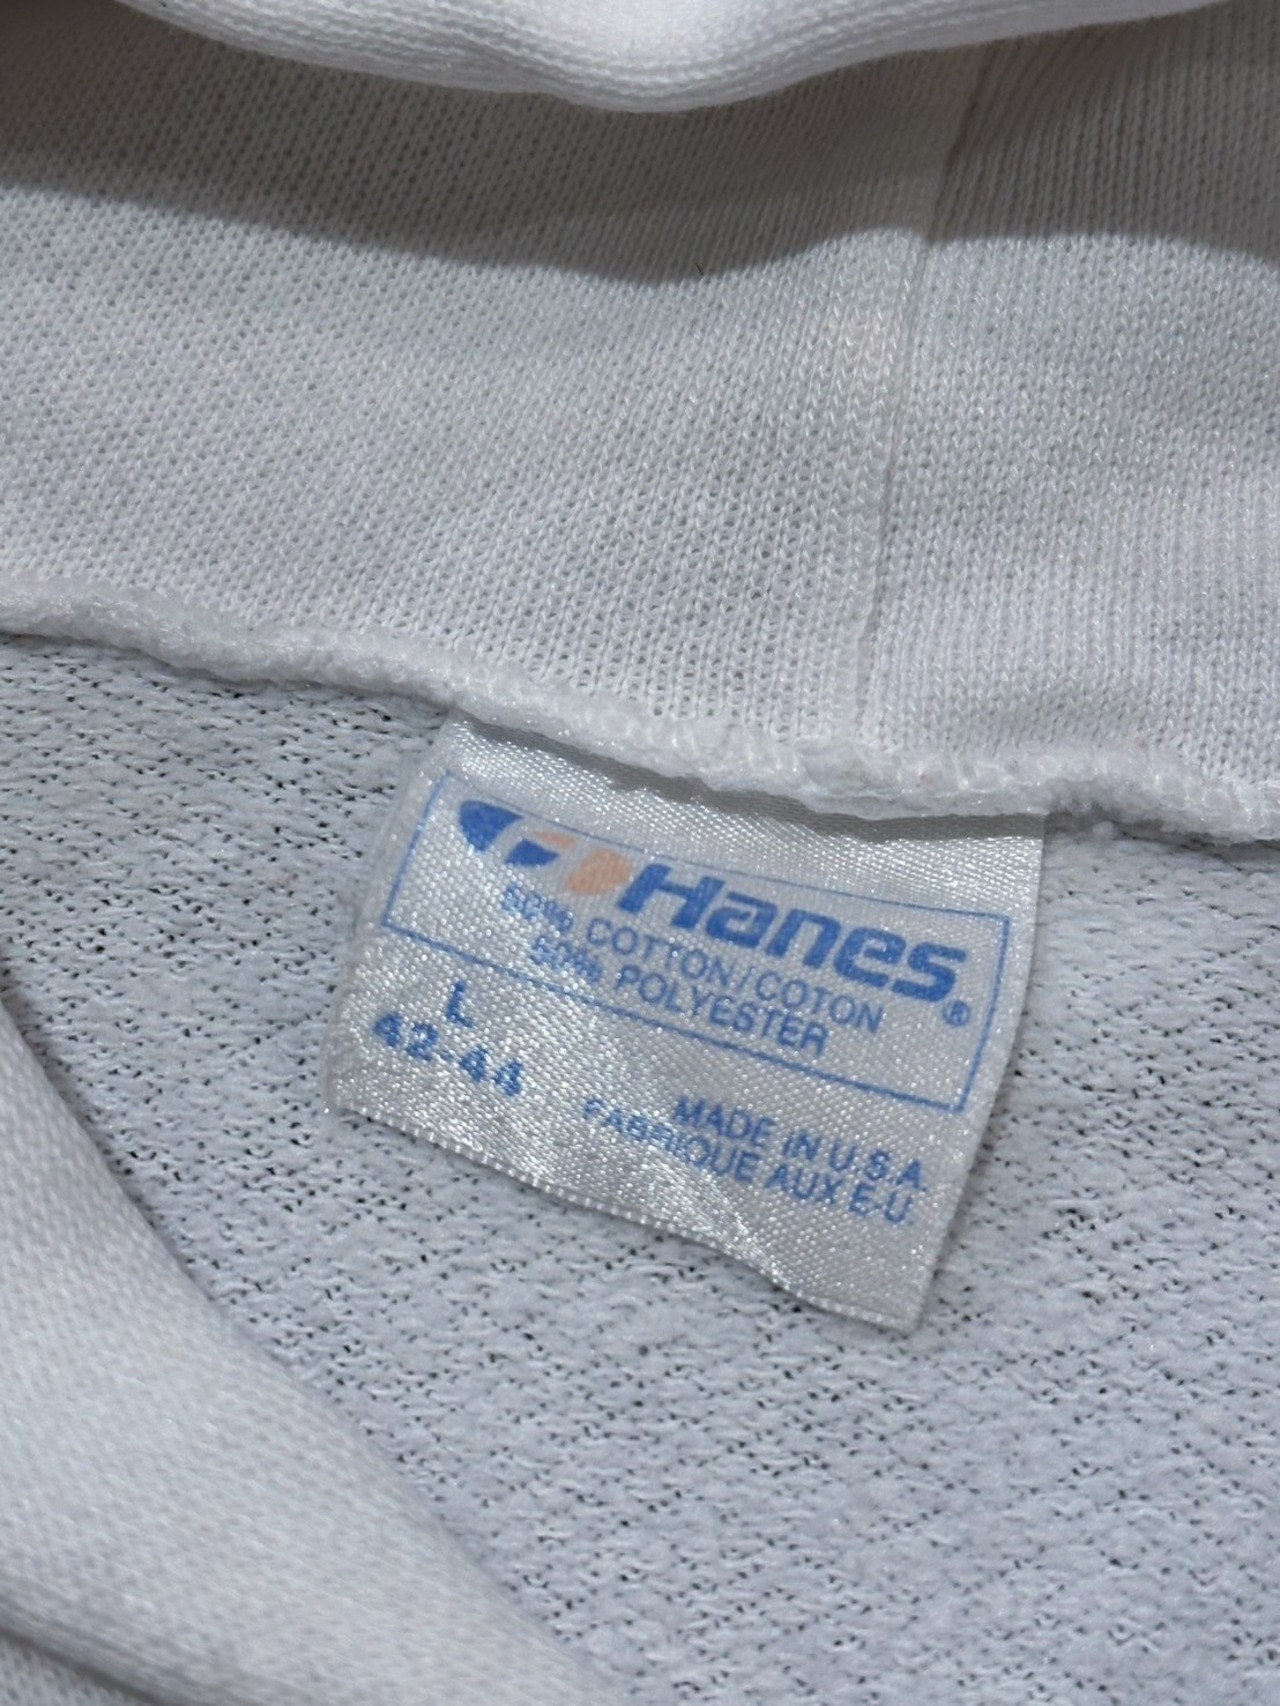 Hanes®
50% COTTON/COTON
50% POLYESTER
L
42-44
MADE IN U.S.A.
FABRIQUE AUX E-U.